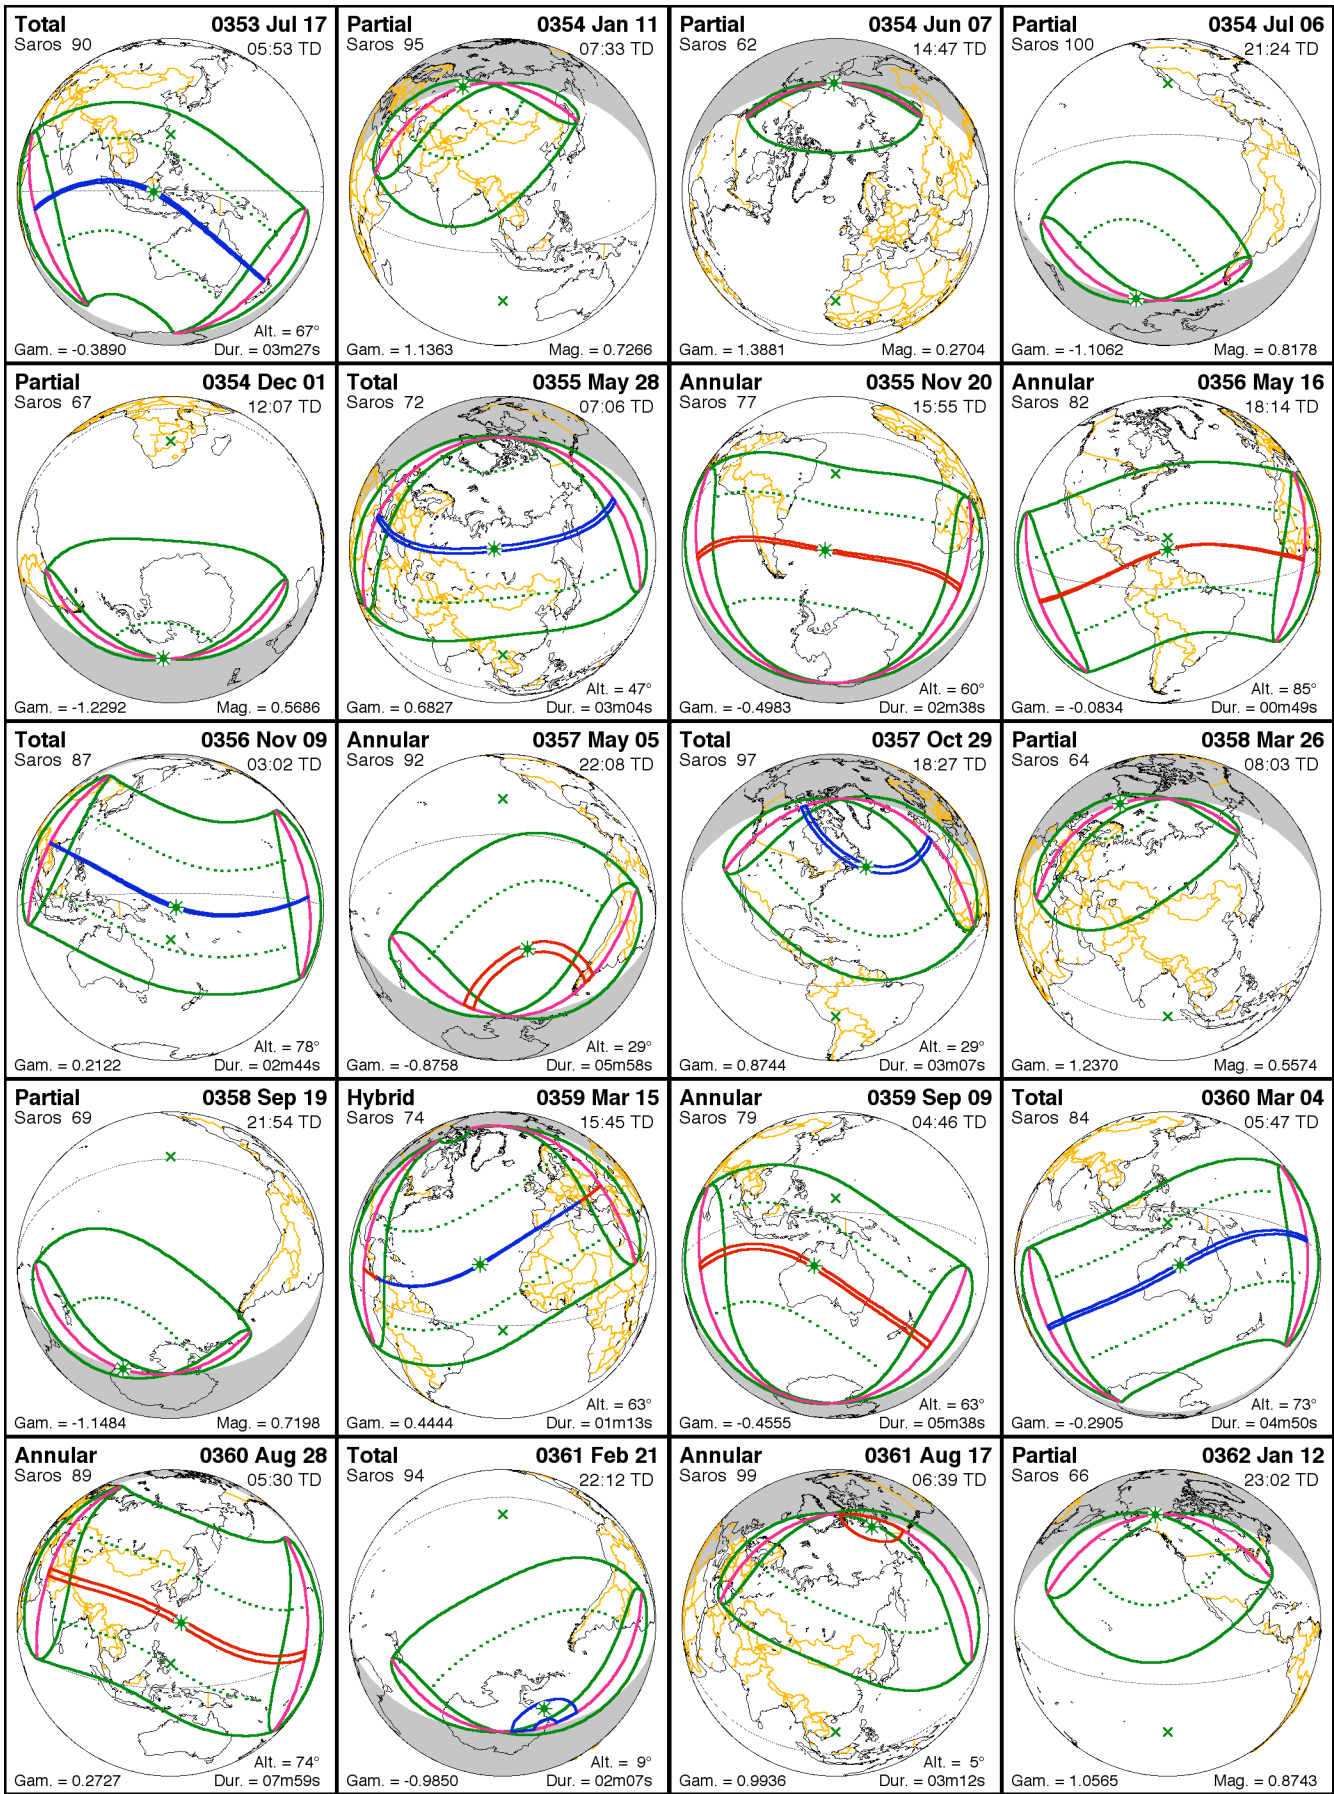 Total 0353 Jul 17
Saros 90 05:53 TD
Alt. = 67°
Gam. = -0.3890 Dur. = 03m27s
Partial 0354 Jan 11
Saros 95 07:33 TD
Gam. = 1.1363 Mag. = 0.7266
Partial 0354 Jun 07
Saros 62 14:47 TD
Gam. = 1.3881 Mag. = 0.2704
Partial 0354 Jul 06
Saros 100 21:24 TD
Gam. = -1.1062 Mag. = 0.8178
Partial 0354 Dec 01
Saros 67 12:07 TD
Gam. = -1.2292 Mag. = 0.5686
Total 0355 May 28
Saros 72 07:06 TD
Alt. = 47°
Gam. = 0.6827 Dur. = 03m04s
Annular 0355 Nov 20
Saros 77 15:55 TD
Alt. = 60°
Gam. = -0.4983 Dur. = 02m38s
Annular 0356 May 16
Saros 82 18:14 TD
Alt. = 85°
Gam. = -0.0834 Dur. = 00m49s
Total 0356 Nov 09
Saros 87 03:02 TD
Alt. = 78°
Gam. = 0.2122 Dur. = 02m44s
Annular 0357 May 05
Saros 92 22:08 TD
Alt. = 29°
Gam. = -0.8758 Dur. = 05m58s
Total 0357 Oct 29
Saros 97 18:27 TD
Alt. = 29°
Gam. = 0.8744 Dur. = 03m07s
Partial 0358 Mar 26
Saros 64 08:03 TD
Gam. = 1.2370 Mag. = 0.5574
Partial 0358 Sep 19
Saros 69 21:54 TD
Gam. = -1.1484 Mag. = 0.7198
Hybrid 0359 Mar 15
Saros 74 15:45 TD
Alt. = 63°
Gam. = 0.4444 Dur. = 01m13s
Annular 0359 Sep 09
Saros 79 04:46 TD
Alt. = 63°
Gam. = -0.4555 Dur. = 05m38s
Total 0360 Mar 04
Saros 84 05:47 TD
Alt. = 73°
Gam. = -0.2905 Dur. = 04m50s
Annular 0360 Aug 28
Saros 89 05:30 TD
Alt. = 74°
Gam. = 0.2727 Dur. = 07m59s
Total 0361 Feb 21
Saros 94 22:12 TD
Alt. = 9°
Gam. = -0.9850 Dur. = 02m07s
Annular 0361 Aug 17
Saros 99 06:39 TD
Alt. = 5°
Gam. = 0.9936 Dur. = 03m12s
Partial 0362 Jan 12
Saros 66 23:02 TD
Gam. = 1.0565 Mag. = 0.8743